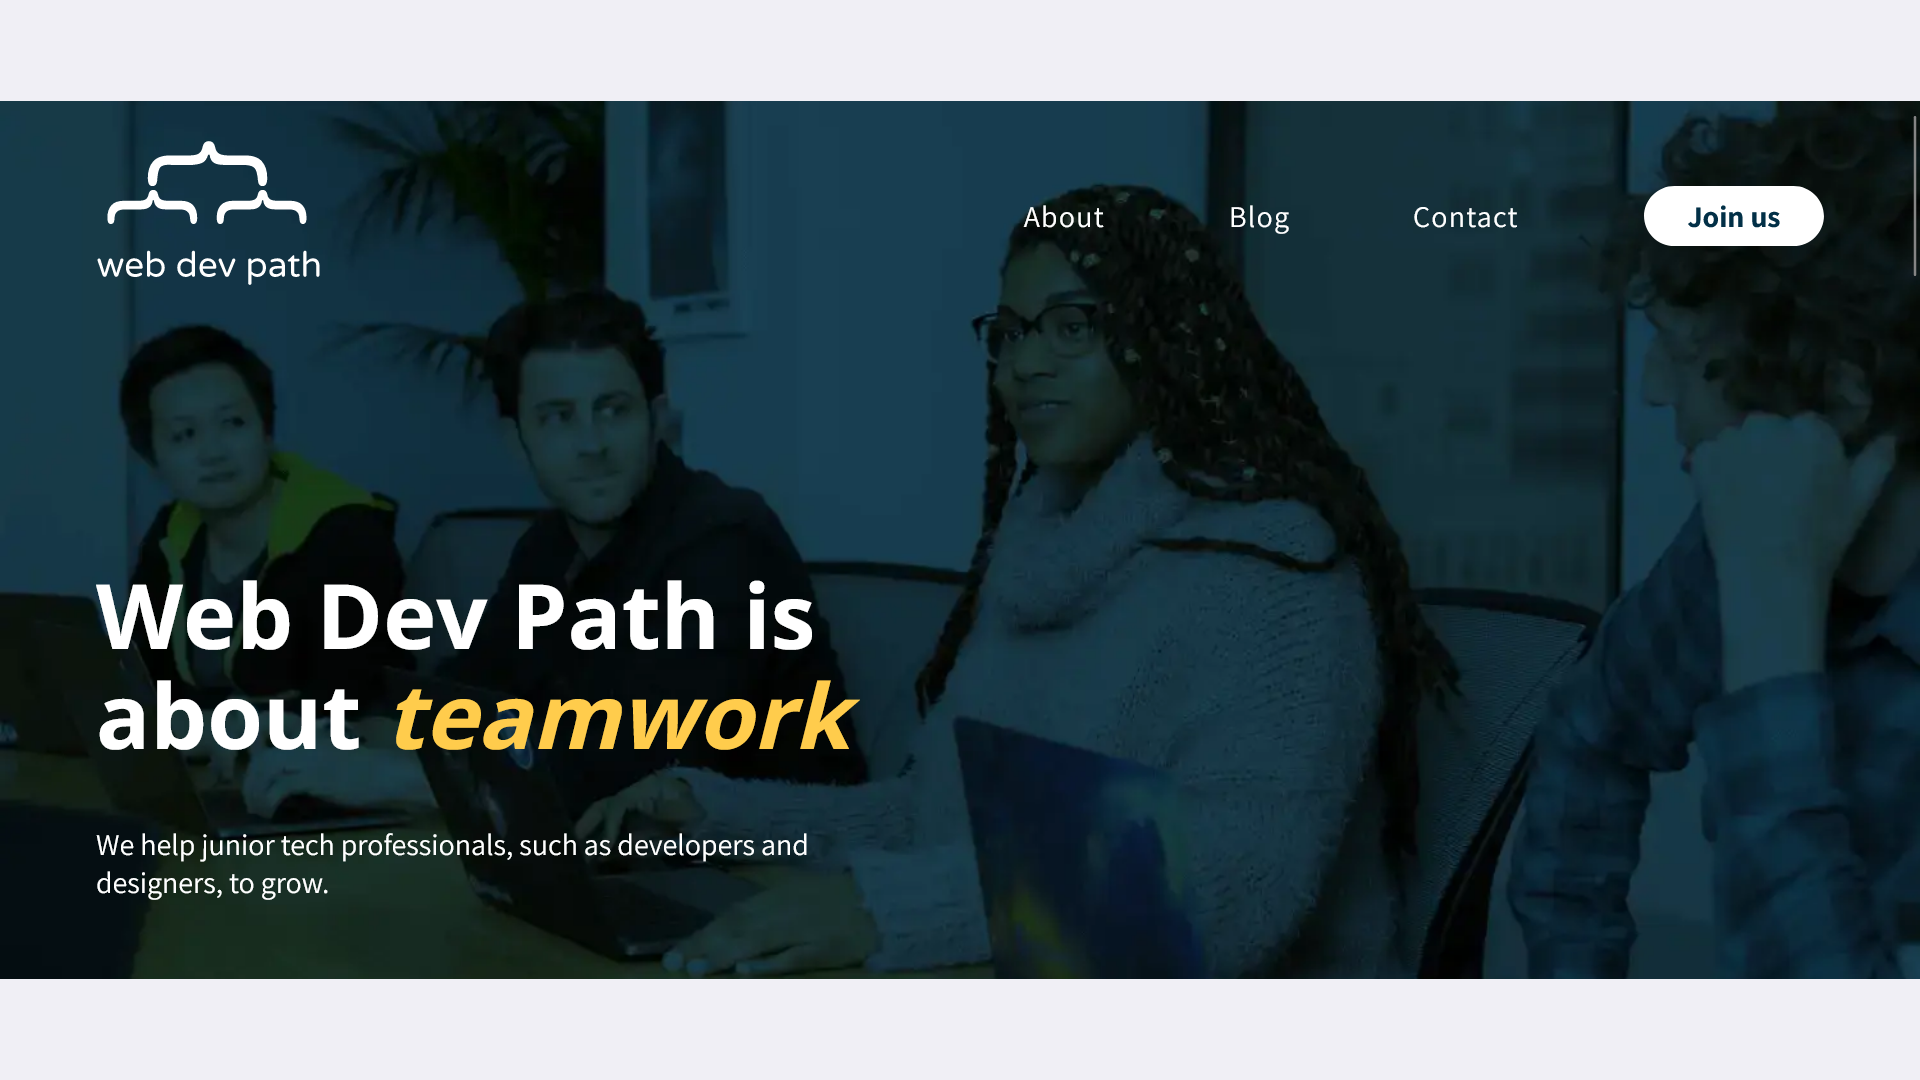 web dev path
About
Blog
Contact
Join us
Web Dev Path is
about teamwork
We help junior tech professionals, such as developers and
designers, to grow.